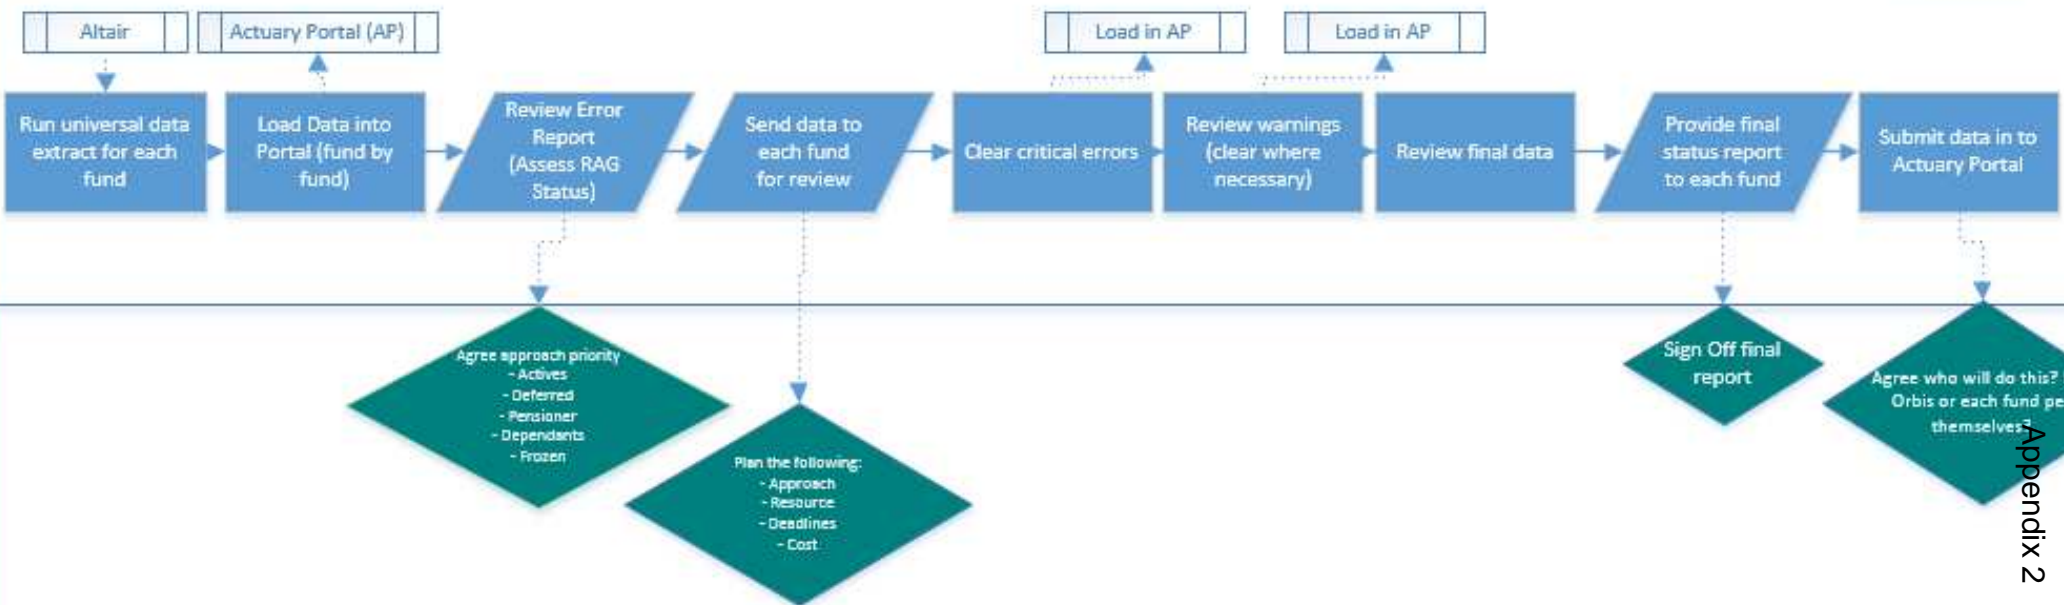 Altair
Actuary Portal (AP)
Load in AP
Load in AP
Run universal data
extract for each
fund
Load Data into
Portal (fund by
fund)
Review Error
Report
(Assess RAG
Status)
Send data to
each fund
for review
Clear critical errors
Review warnings
(clear where
necessary)
Review final data
Provide final
status report
to each fund
Submit data in to
Actuary Portal
Agree approach priority
- Actives
- Deferred
- Pensioner
- Dependants
- Frozen
Plan the following:
- Approach
- Resource
- Deadlines
- Cost
Sign Off final
report
Agree who will do this?
Orbis or each fund pe
themselves?
Appendix 2